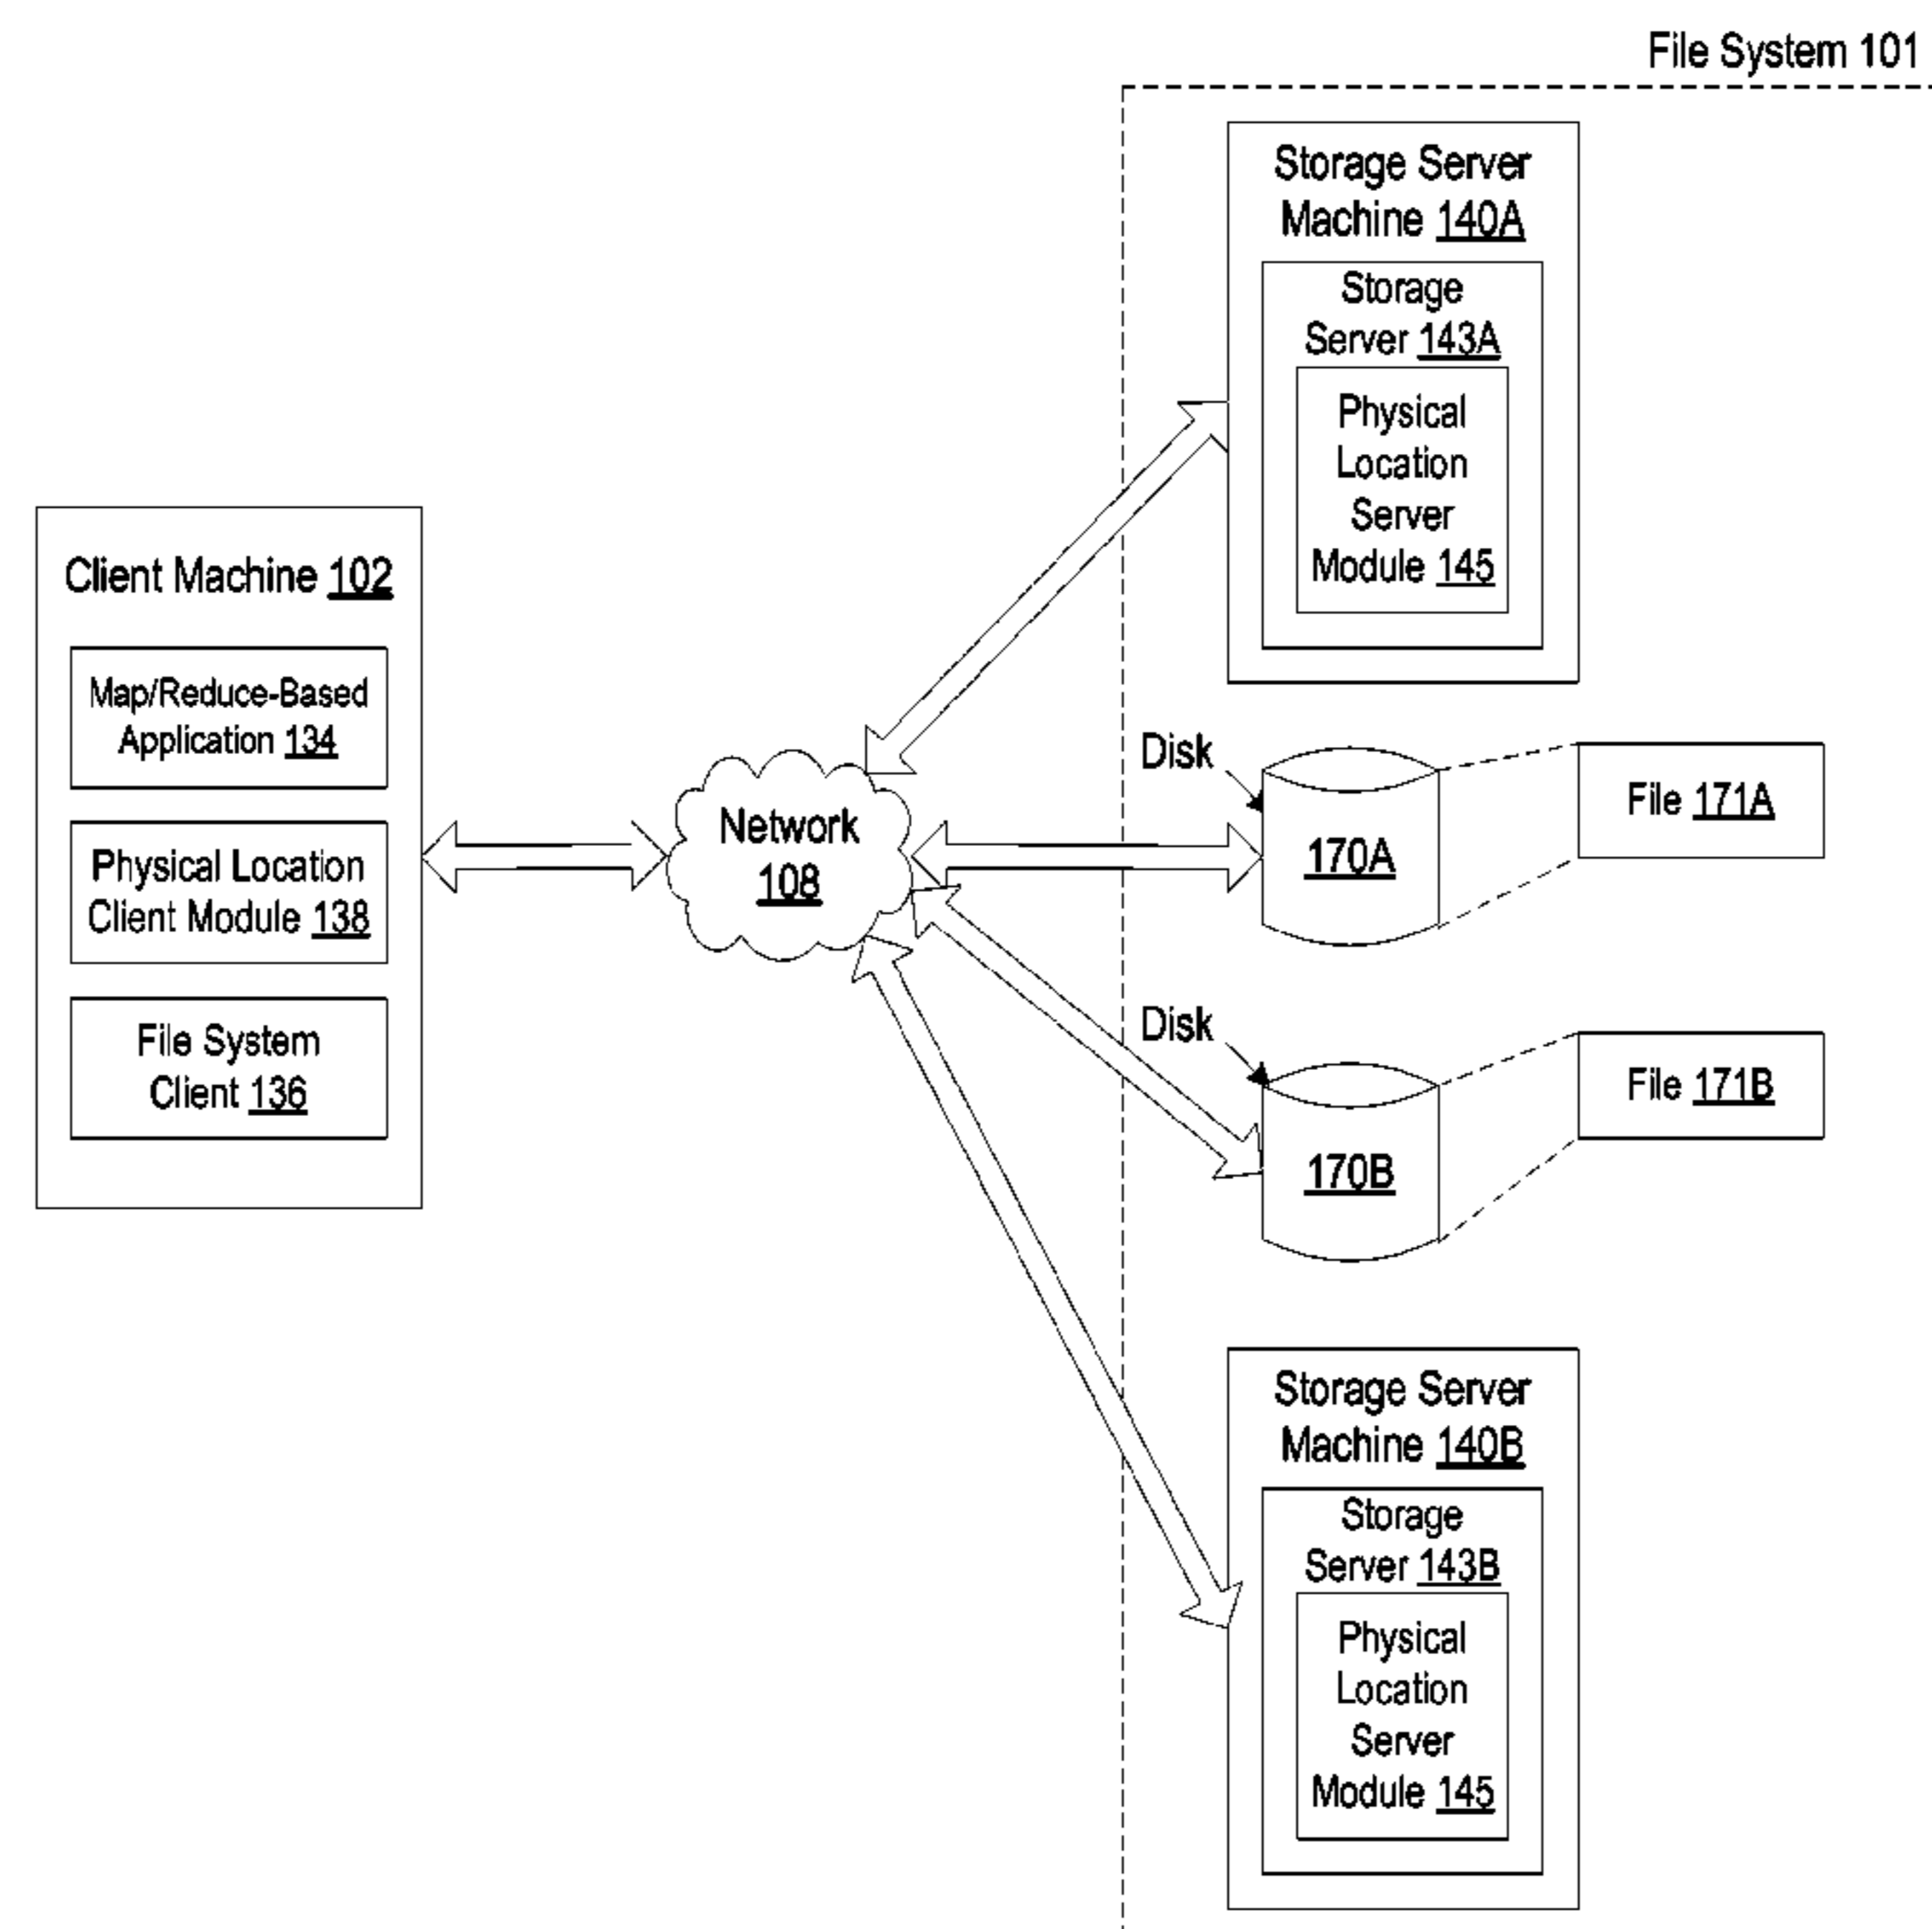 File System 101
Storage Server
Machine 140A
Storage
Server 143A
Physical
Location
Server
Module 145
Client Machine 102
Map/Reduce-Based
Application 134
Physical Location
Client Module 138
File System
Client 136
Network
108
Disk
170A
File 171A
Disk
170B
File 171B
Storage Server
Machine 140B
Storage
Server 143B
Physical
Location
Server
Module 145